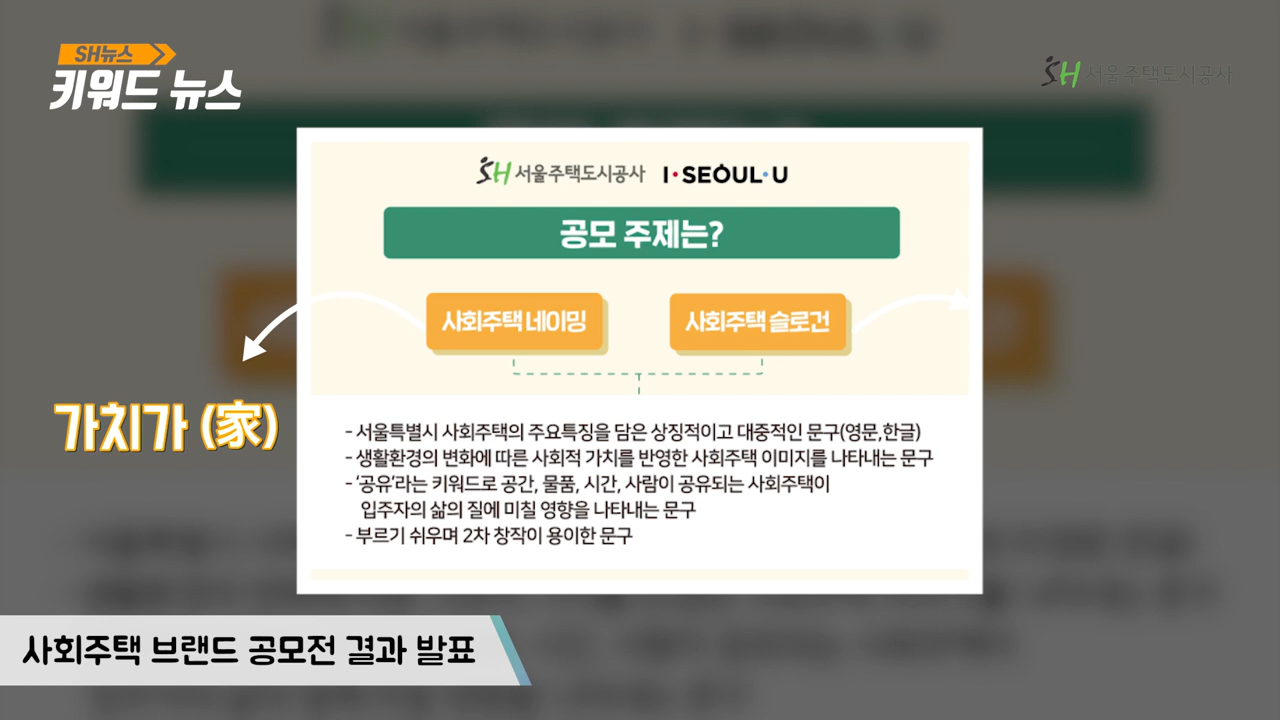 SH뉴스
키워드 뉴스
SH 서울주택도시공사
SH 서울주택도시공사 I·SEOUL·U
공모 주제는?
사회주택 네이밍
사회주택 슬로건
가치가 (家)
- 서울특별시 사회주택의 주요특징을 담은 상징적이고 대중적인 문구(영문,한글)
- 생활환경의 변화에 따른 사회적 가치를 반영한 사회주택 이미지를 나타내는 문구
- ‘공유’라는 키워드로 공간, 물품, 시간, 사람이 공유되는 사회주택이
입주자의 삶의 질에 미칠 영향을 나타내는 문구
- 부르기 쉬우며 2차 창작이 용이한 문구
사회주택 브랜드 공모전 결과 발표